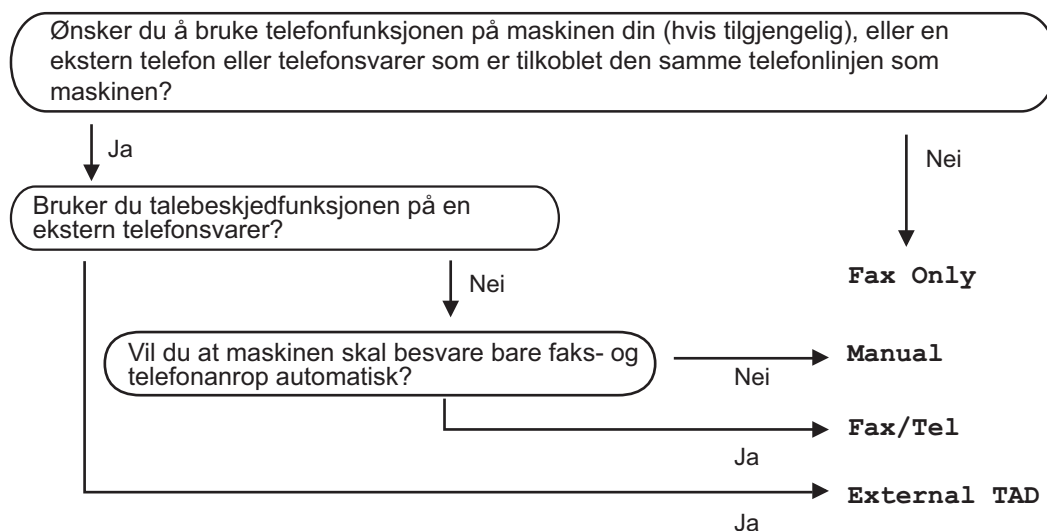 Ønsker du å bruke telefonfunksjonen på maskinen din (hvis tilgjengelig), eller en
ekstern telefon eller telefonsvarer som er tilkoblet den samme telefonlinjen som
maskinen?
Ja
Nei
Bruker du talebeskjedfunksjonen på en
ekstern telefonsvarer?
Fax Only
Nei
Vil du at maskinen skal besvare bare faks- og
telefonanrop automatisk?
Manual
Nei
Fax/Tel
Ja
External TAD
Ja